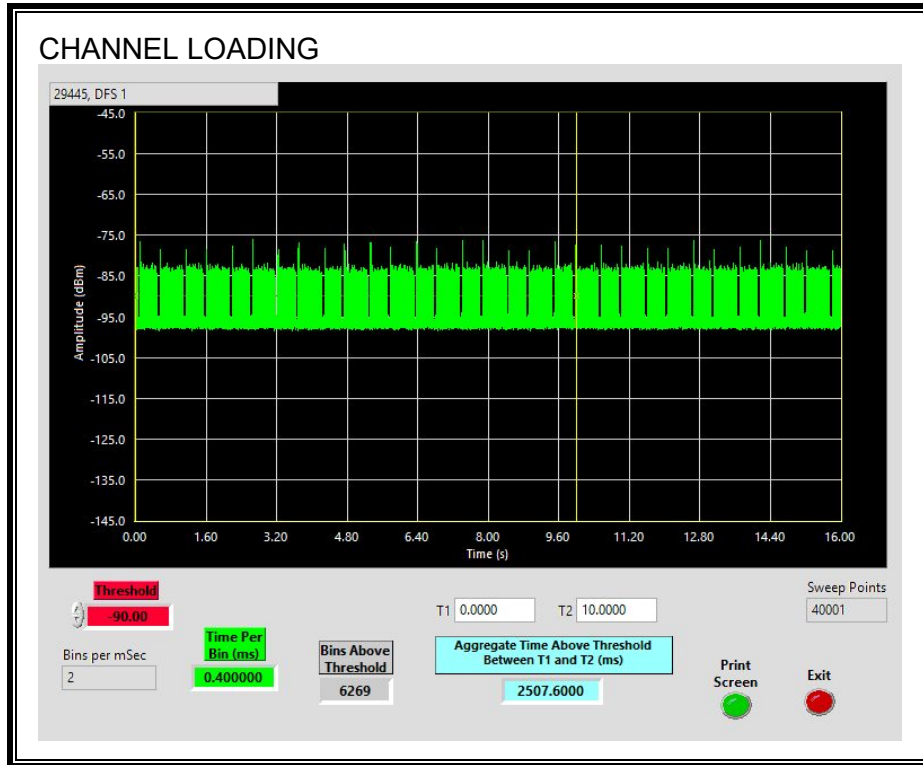 CHANNEL LOADING
29445, DFS 1
-45.0
-55.0
-65.0
-75.0
-85.0
-95.0
-105.0
-115.0
-125.0
-135.0
-145.0
Amplitude (dBm)
0.00 1.60 3.20 4.80 6.40 8.00 9.60 11.20 12.80 14.40 16.00
Time (s)
Threshold
-90.00
Bins per mSec
2
Time Per
Bin (ms)
0.400000
Bins Above
Threshold
6269
T1 0.0000 T2 10.0000
Aggregate Time Above Threshold
Between T1 and T2 (ms)
2507.6000
Sweep Points
40001
Print
Screen
Exit